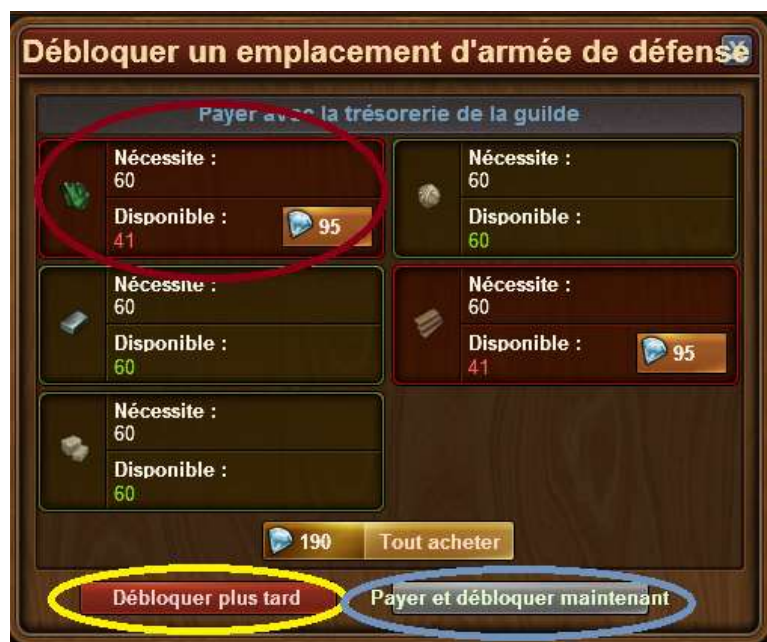 Débloquer un emplacement d'armée de défense
Payer avec la trésorerie de la guilde
Nécessite :
60
Disponible :
41
95
Nécessite :
60
Disponible :
60
Nécessite :
60
Disponible :
60
Nécessite :
60
Disponible :
41
95
Nécessite :
60
Disponible :
60
190 Tout acheter
Débloquer plus tard
Payer et débloquer maintenant